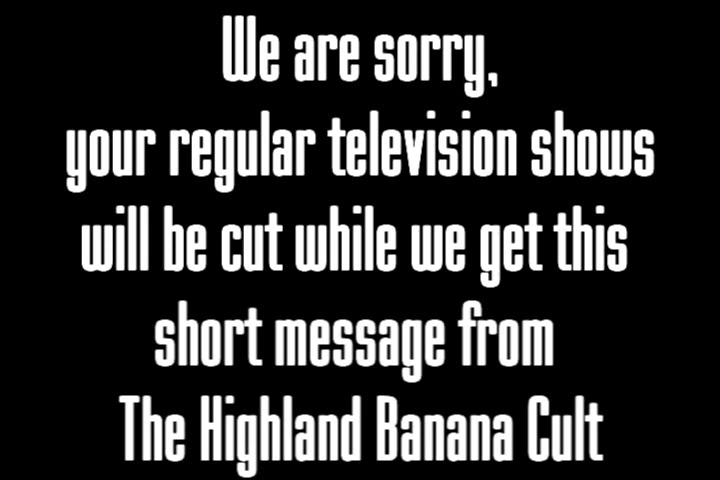 We are sorry,
your regular television shows
will be cut while we get this
short message from
The Highland Banana Cult